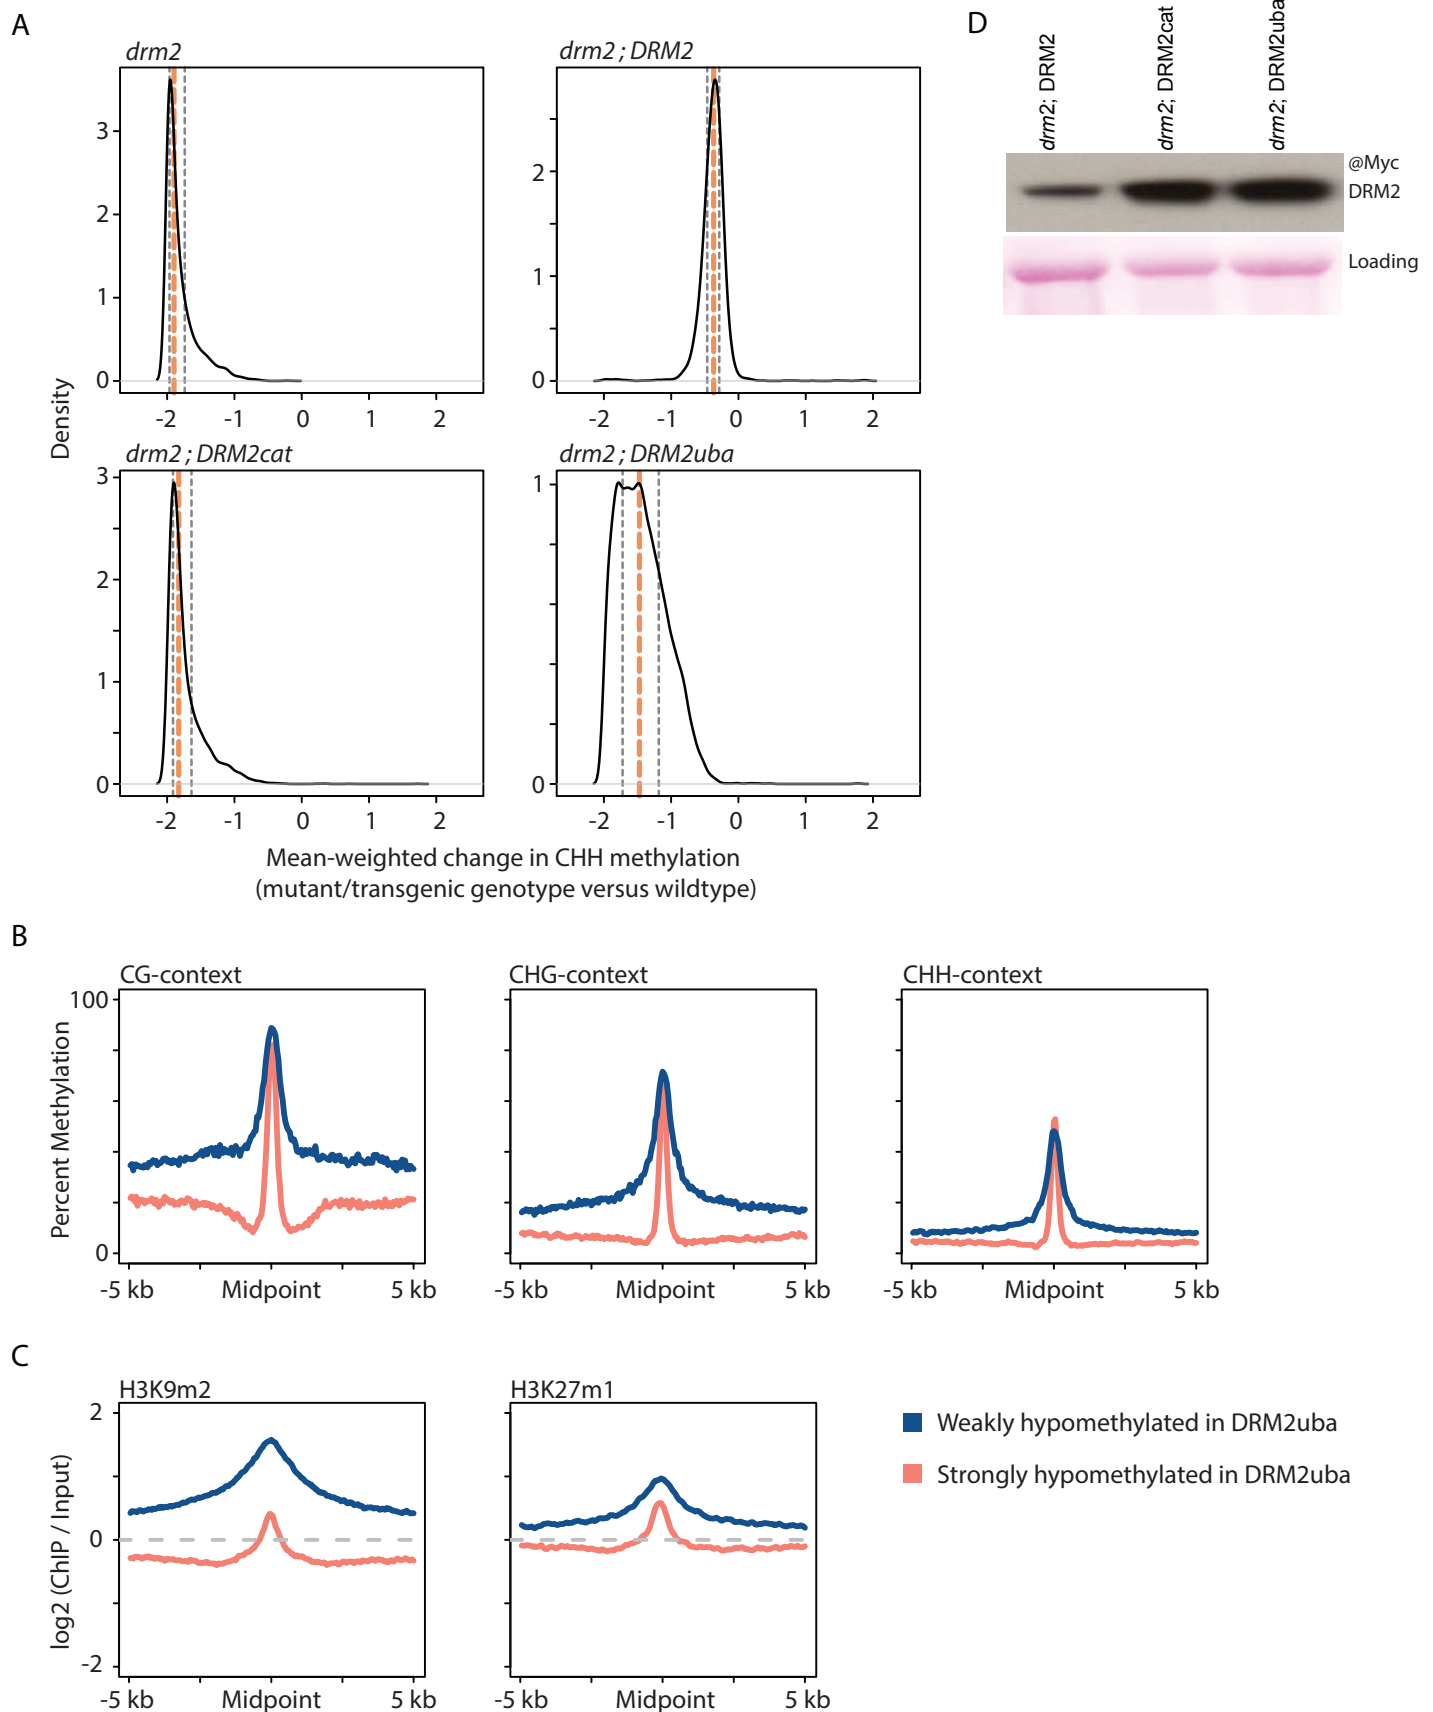 A
drm2
3
2
1
0
-2 -1 0 1 2
drm2 ; DRM2
2
1
0
-2 -1 0 1 2
Density
drm2 ; DRM2cat
3
2
1
0
-2 -1 0 1 2
drm2 ; DRM2uba
1
0
-2 -1 0 1 2
Mean-weighted change in CHH methylation
(mutant/transgenic genotype versus wildtype)
D
drm2; DRM2
drm2; DRM2cat
drm2; DRM2uba
@Myc
DRM2
Loading
B
CG-context
CHG-context
CHH-context
Percent Methylation
100
0
-5 kb Midpoint 5 kb
-5 kb Midpoint 5 kb
-5 kb Midpoint 5 kb
C
H3K9m2
H3K27m1
log2 (ChIP / Input)
2
0
-2
-5 kb Midpoint 5 kb
-5 kb Midpoint 5 kb
Weakly hypomethylated in DRM2uba
Strongly hypomethylated in DRM2uba